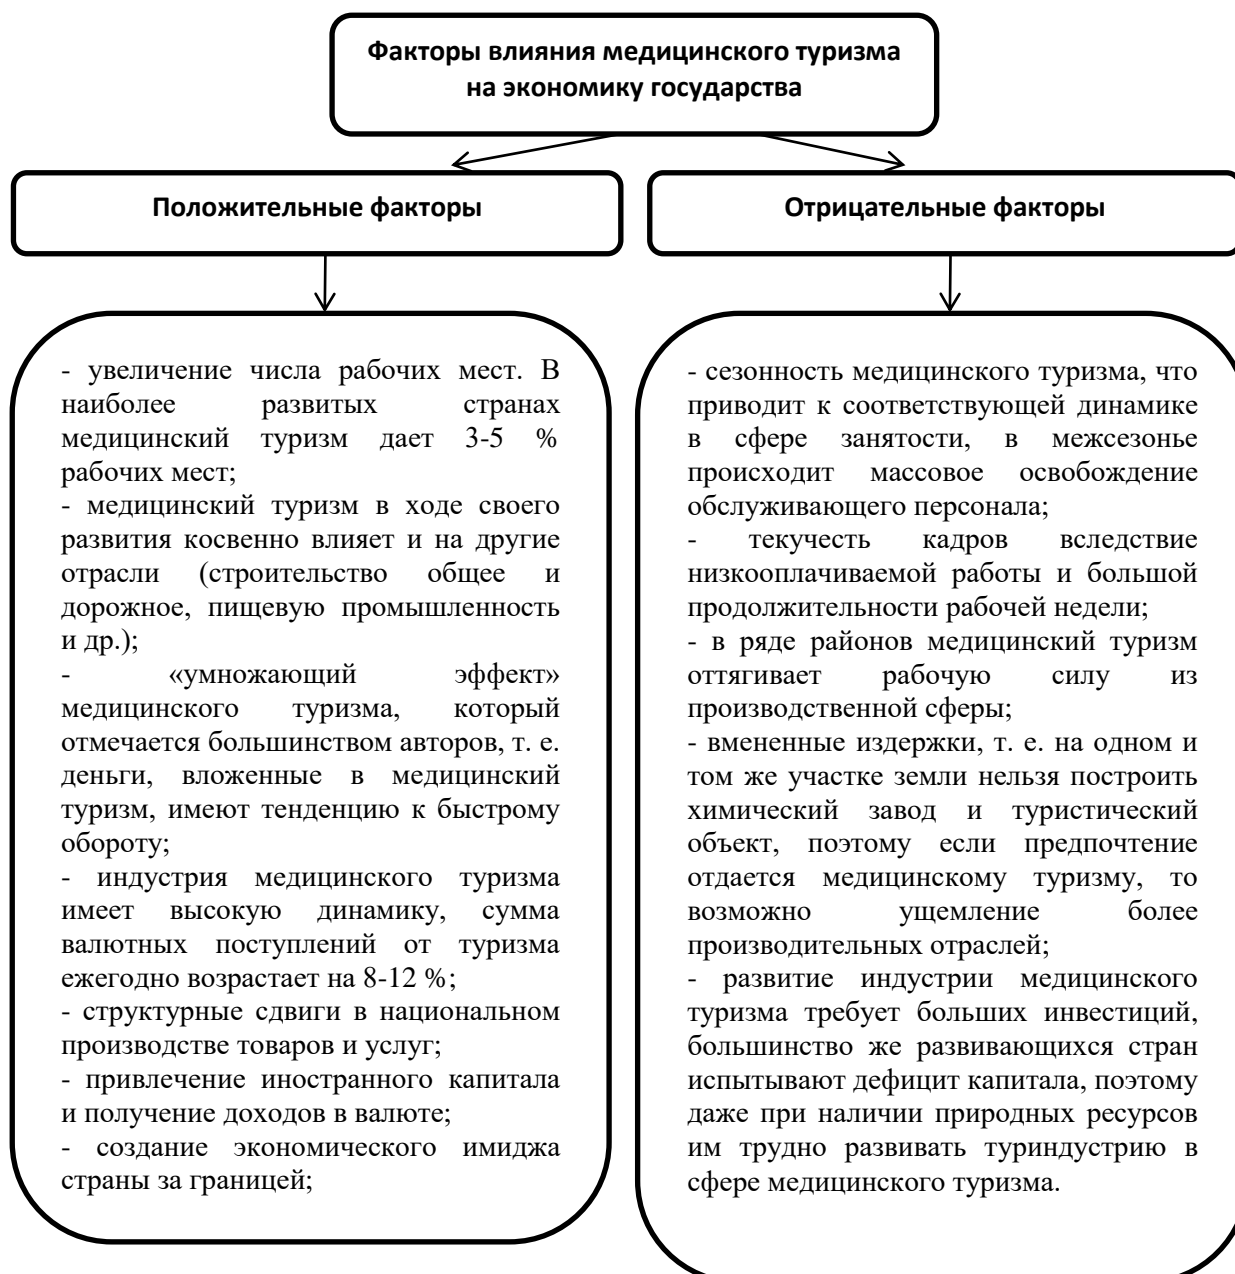 Факторы влияния медицинского туризма
на экономику государства
Положительные факторы
Отрицательные факторы
- увеличение числа рабочих мест. В
наиболее развитых странах
медицинский туризм дает 3-5 %
рабочих мест;
- медицинский туризм в ходе своего
развития косвенно влияет и на другие
отрасли (строительство общее и
дорожное, пищевую промышленность
и др.);
- «умножающий эффект»
медицинского туризма, который
отмечается большинством авторов, т. е.
деньги, вложенные в медицинский
туризм, имеют тенденцию к быстрому
обороту;
- индустрия медицинского туризма
имеет высокую динамику, сумма
валютных поступлений от туризма
ежегодно возрастает на 8-12 %;
- структурные сдвиги в национальном
производстве товаров и услуг;
- привлечение иностранного капитала
и получение доходов в валюте;
- создание экономического имиджа
страны за границей;
- сезонность медицинского туризма, что
приводит к соответствующей динамике
в сфере занятости, в межсезонье
происходит массовое освобождение
обслуживающего персонала;
- текучесть кадров вследствие
низкооплачиваемой работы и большой
продолжительности рабочей недели;
- в ряде районов медицинский туризм
оттягивает рабочую силу из
производственной сферы;
- вмененные издержки, т. е. на одном и
том же участке земли нельзя построить
химический завод и туристический
объект, поэтому если предпочтение
отдается медицинскому туризму, то
возможно ущемление более
производительных отраслей;
- развитие индустрии медицинского
туризма требует больших инвестиций,
большинство же развивающихся стран
испытывают дефицит капитала, поэтому
даже при наличии природных ресурсов
им трудно развивать туриндустрию в
сфере медицинского туризма.